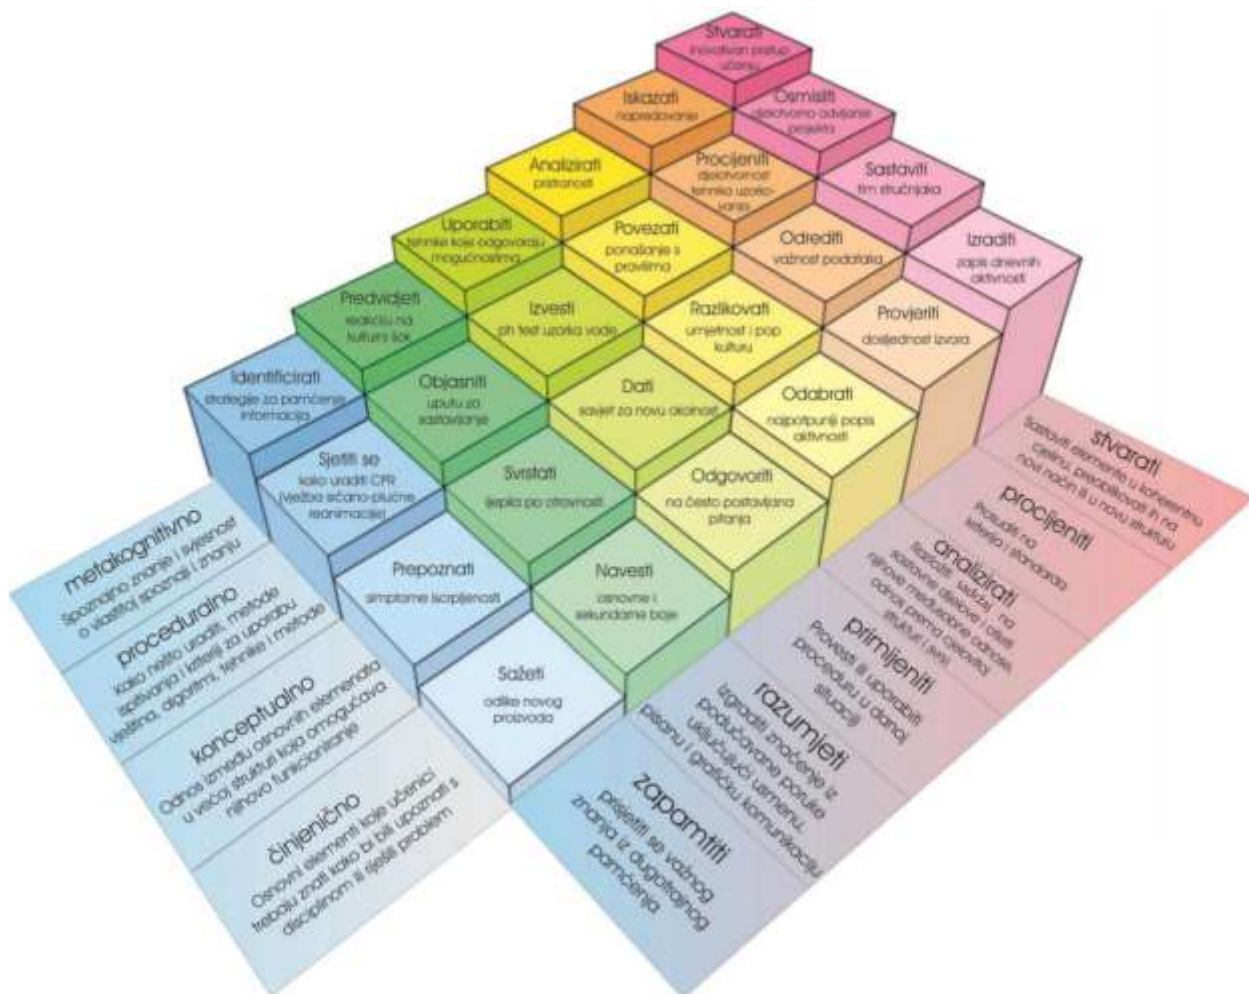 Stvarati
inovativan pristup
učenju
Iskazati
napredovanje
Osmisliti
djelotvorno odvijanje
projekta
Analizirati
pristranosti
Procijeniti
djelotvornost
tehnika uzorko-
vanja
Sastaviti
tim stručnjaka
Uporabiti
tehnike koje odgovaraju
mogućnostima
Povezati
ponašanje s
pravilima
Odrediti
važnost podataka
Izraditi
zapis dnevnih
aktivnosti
Predvidjeti
reakciju na
kulturni šok
Izvesti
ph test uzorka vode
Razlikovati
umjetnost i pop
kulturu
Provjeriti
dosljednost izvora
Identificirati
strategije za pamćenje
informacija
Objasniti
uputu za
sastavljanje
Dati
savjet za novu okolnost
Odabrati
najpotpuniji popis
aktivnosti
Sjetiti se
kako uraditi CPR
(vježba srčano-plućne
reanimacije)
Svrstati
ljepila po otrovnosti
Odgovoriti
na često postavljana
pitanja
Prepoznati
simptome iscrpljenosti
Navesti
osnovne i
sekundarne boje
Sažeti
odlike novog
proizvoda
metakognitivno
Spoznajno znanje i svjesnost
o vlastitoj spoznaji i znanju
proceduralno
Kako nešto uraditi, metode
ispitivanja i kriteriji za uporabu
vještina, algoritmi, tehnike i metode
konceptualno
Odnos između osnovnih elemenata
u većoj strukturi koja omogućava
njihovo funkcioniranje
činjenično
Osnovni elementi koje učenici
trebaju znati kako bi bili upoznati s
disciplinom ili riješili problem
stvarati
Sastaviti elemente u koherentnu
cjelinu, preoblikovati ih na
novi način ili u novu strukturu
procijeniti
Prosuditi na
kriterija i standarda
analizirati
Razložiti sadržaj na
sastavne dijelove i otkriti
njihove međusobne odnose,
odnos prema cjelovitoj
strukturi i svrsi
primijeniti
Provesti ili uporabiti
proceduru u danoj
situaciji
razumjeti
Izgraditi značenje iz
podučavane poruke
uključujući usmenu,
pisanu i grafičku komunikaciju
zapamtiti
prisjetiti se važnog
znanja iz dugotrajnog
pamćenja